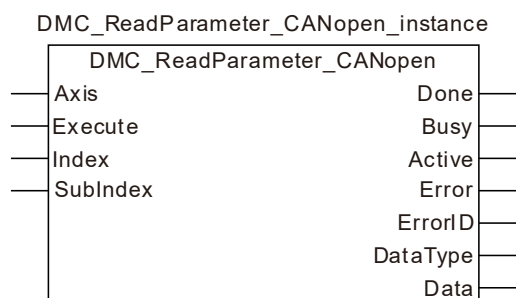 DMC_ReadParameter_CANopen_instance
DMC_ReadParameter_CANopen
Axis Done
Execute Busy
Index Active
SubIndex Error
ErrorID
DataType
Data